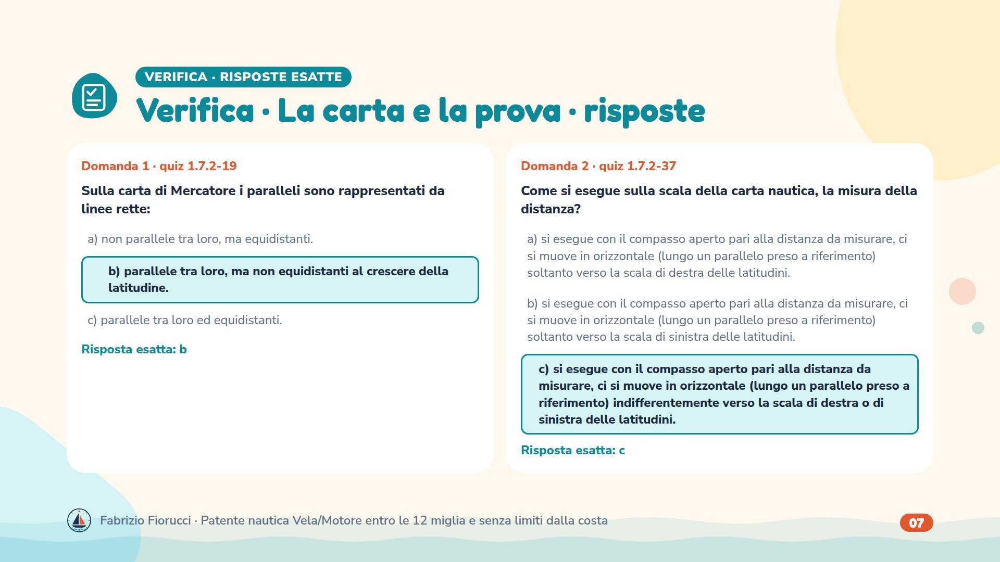 VERIFICA · RISPOSTE ESATTE
Verifica · La carta e la prova · risposte
Domanda 1 · quiz 1.7.2-19
Sulla carta di Mercatore i paralleli sono rappresentati da
linee rette:
a) non parallele tra loro, ma equidistanti.
b) parallele tra loro, ma non equidistanti al crescere della
latitudine.
c) parallele tra loro ed equidistanti.
Risposta esatta: b
Domanda 2 · quiz 1.7.2-37
Come si esegue sulla scala della carta nautica, la misura della
distanza?
a) si esegue con il compasso aperto pari alla distanza da misurare, ci
si muove in orizzontale (lungo un parallelo preso a riferimento)
soltanto verso la scala di destra delle latitudini.
b) si esegue con il compasso aperto pari alla distanza da misurare, ci
si muove in orizzontale (lungo un parallelo preso a riferimento)
soltanto verso la scala di sinistra delle latitudini.
c) si esegue con il compasso aperto pari alla distanza da
misurare, ci si muove in orizzontale (lungo un parallelo preso a
riferimento) indifferentemente verso la scala di destra o di
sinistra delle latitudini.
Risposta esatta: c
Fabrizio Fiorucci · Patente nautica Vela/Motore entro le 12 miglia e senza limiti dalla costa
07